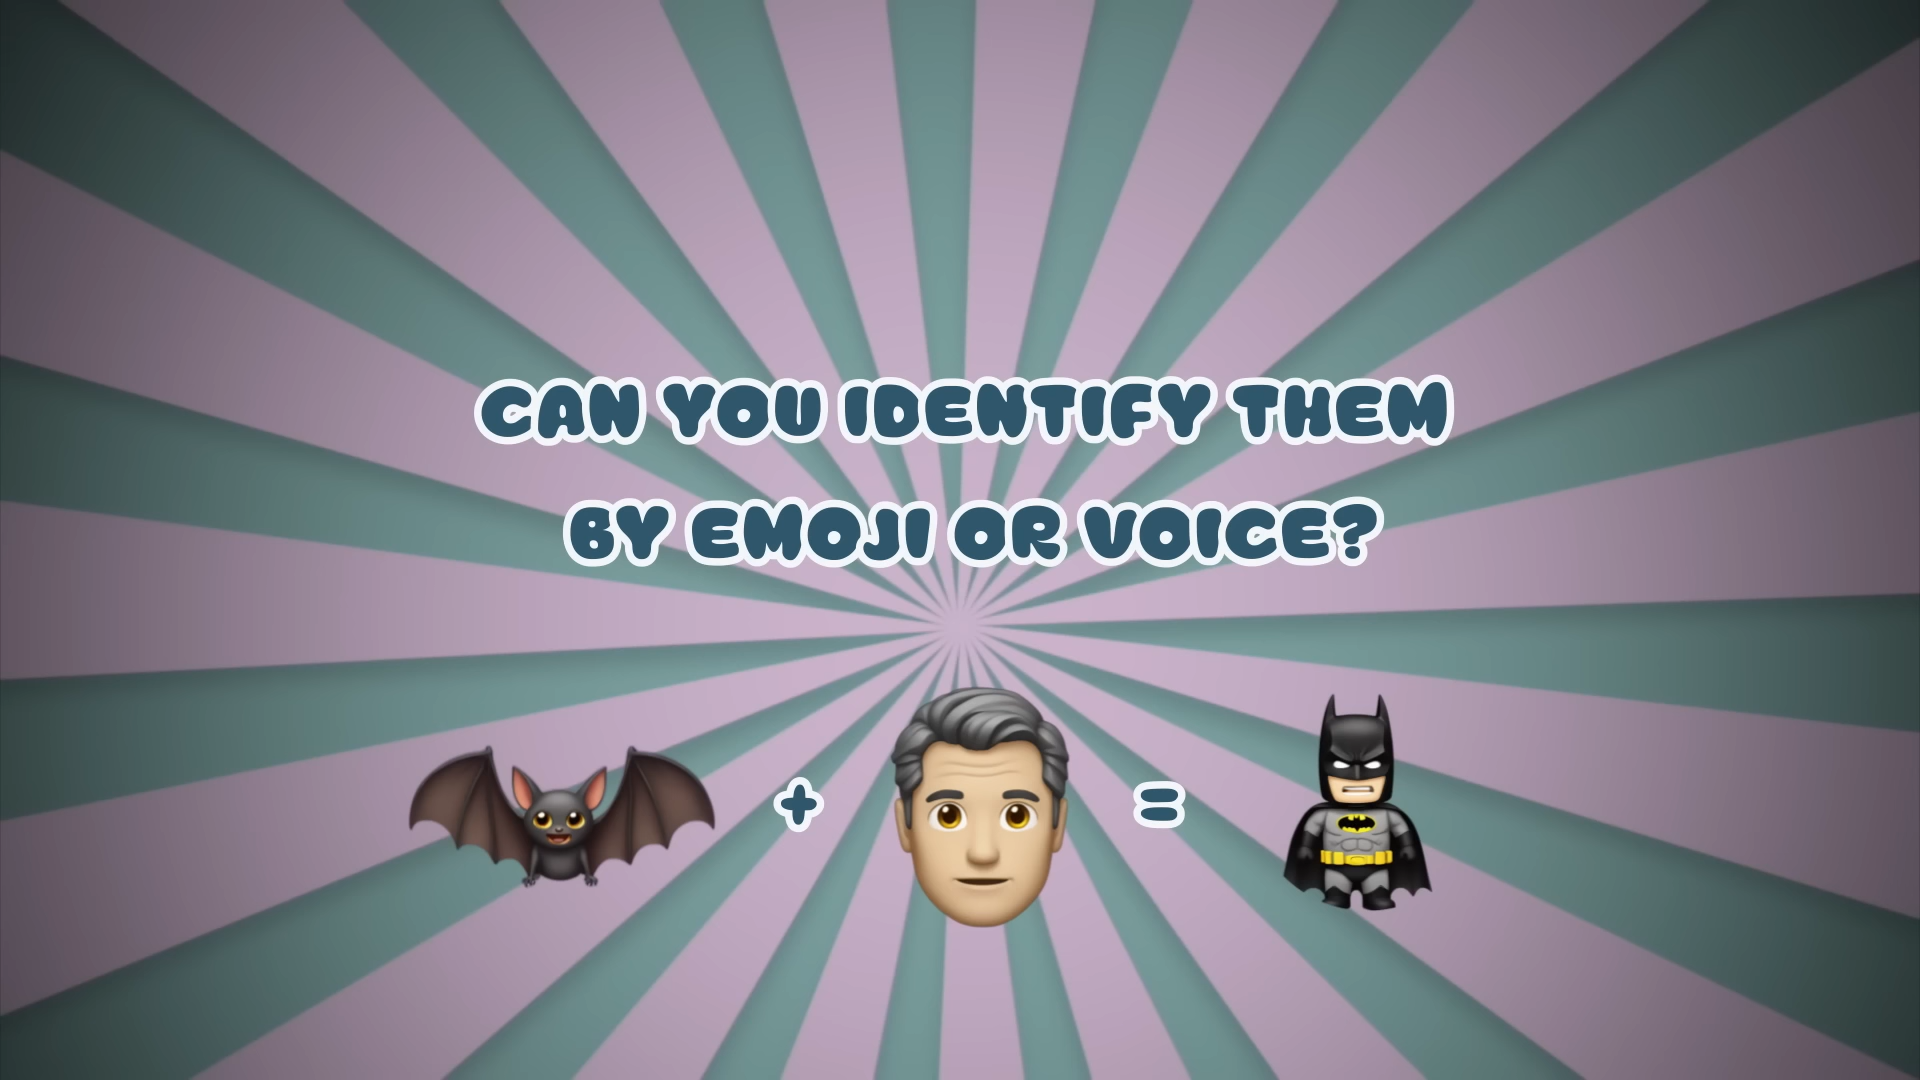 CAN YOU IDENTIFY THEM
BY EMOJI OR VOICE?
+ =